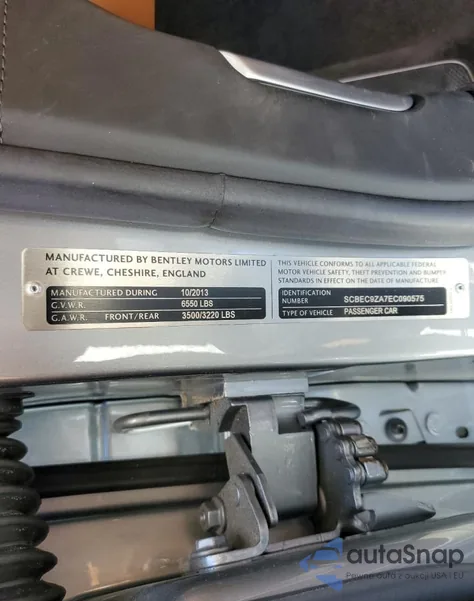 MANUFACTURED BY BENTLEY MOTORS LIMITED
AT CREWE, CHESHIRE, ENGLAND
MANUFACTURED DURING 10/2013
G.V.W.R. 6550 LBS
G.A.W.R. FRONT/REAR 3500/3220 LBS
THIS VEHICLE CONFORMS TO ALL APPLICABLE FEDERAL
MOTOR VEHICLE SAFETY, THEFT PREVENTION AND BUMPER
STANDARDS IN EFFECT ON THE DATE OF MANUFACTURE
IDENTIFICATION
NUMBER SCBEC9ZA7EC090575
TYPE OF VEHICLE PASSENGER CAR
autoSnap